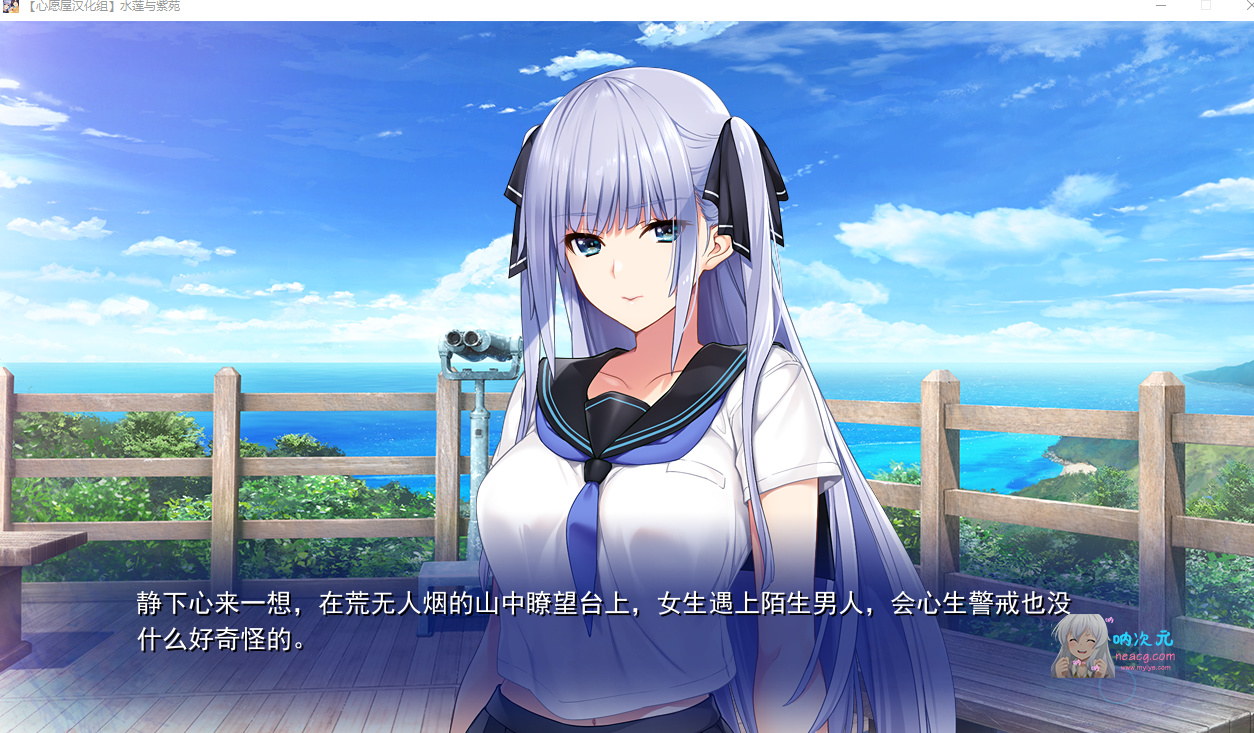 【心愿屋汉化组】水莲与紫苑
静下心来一想，在荒无人烟的山中瞭望台上，女生遇上陌生男人，会心生警戒也没
什么好奇怪的。
呐次元
neacg.com